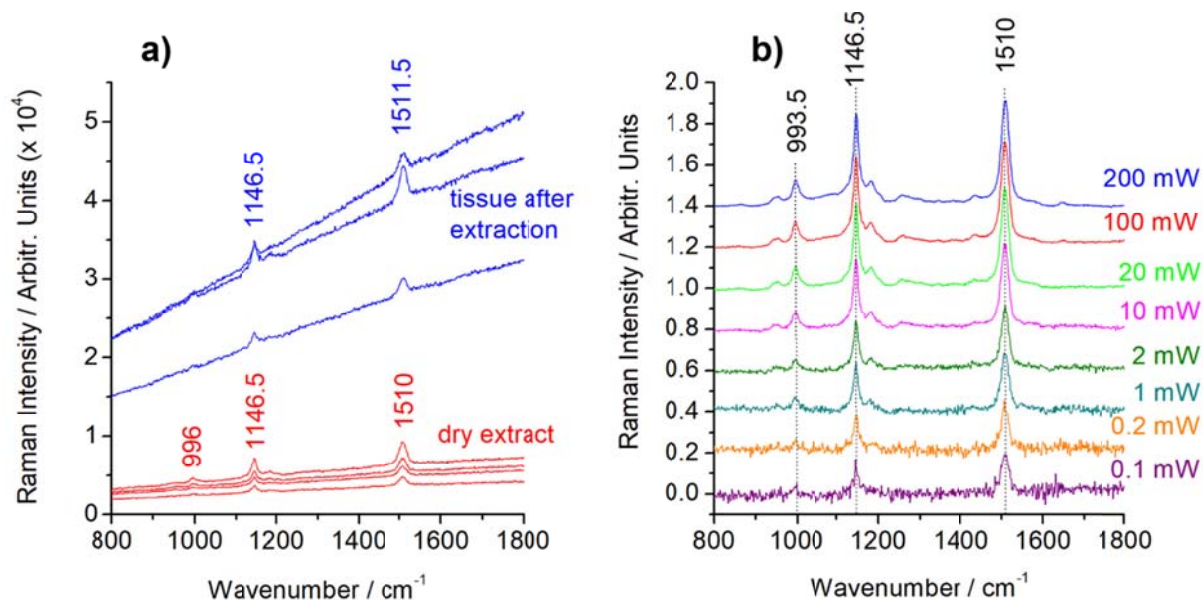 a)
Raman Intensity / Arbitr. Units (x 10⁴)
5
4
3
2
1
0
1146.5
1511.5
tissue after
extraction
996
1146.5
1510
dry extract
800 1000 1200 1400 1600 1800
Wavenumber / cm⁻¹
b)
993.5
1146.5
1510
Raman Intensity / Arbitr. Units
2.0
1.8
1.6
1.4
1.2
1.0
0.8
0.6
0.4
0.2
0.0
200 mW
100 mW
20 mW
10 mW
2 mW
1 mW
0.2 mW
0.1 mW
800 1000 1200 1400 1600 1800
Wavenumber / cm⁻¹